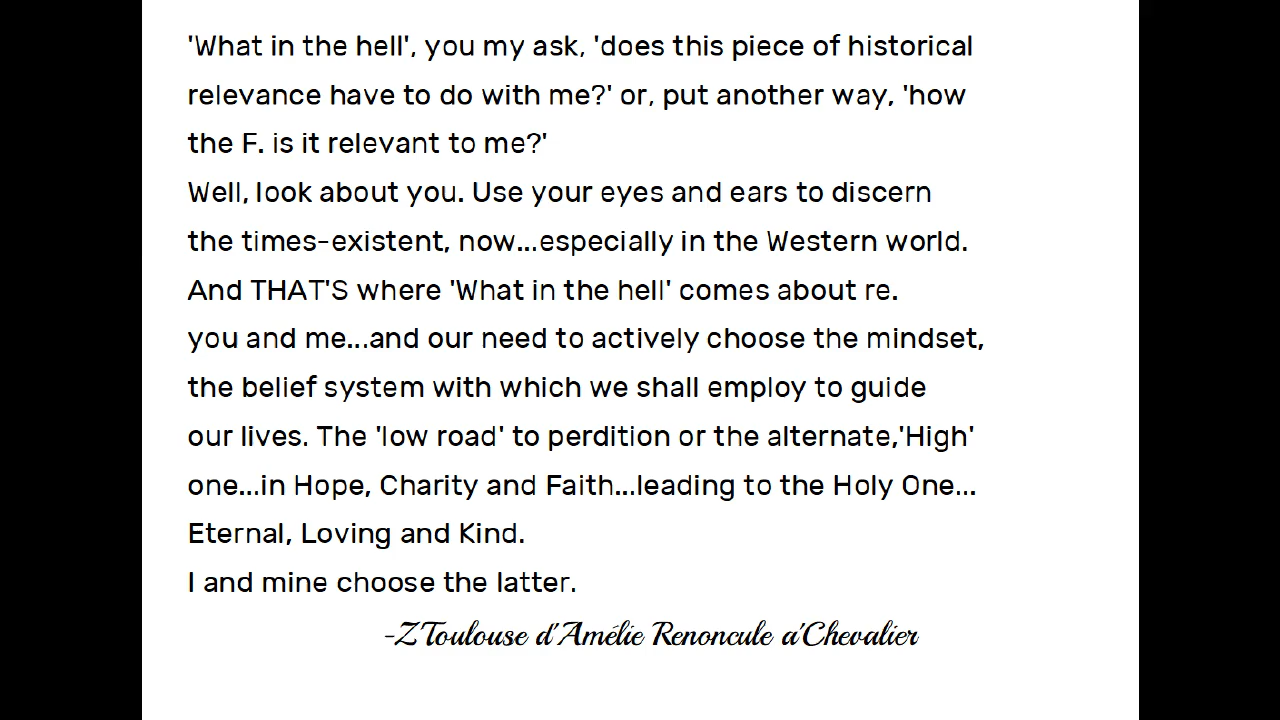 'What in the hell', you my ask, 'does this piece of historical
relevance have to do with me?' or, put another way, 'how
the F. is it relevant to me?'
Well, look about you. Use your eyes and ears to discern
the times-existent, now...especially in the Western world.
And THAT'S where 'What in the hell' comes about re.
you and me...and our need to actively choose the mindset,
the belief system with which we shall employ to guide
our lives. The 'low road' to perdition or the alternate,'High'
one...in Hope, Charity and Faith...leading to the Holy One...
Eternal, Loving and Kind.
I and mine choose the latter.
-Z Toulouse d'Amélie Renoncule a'Chevalier